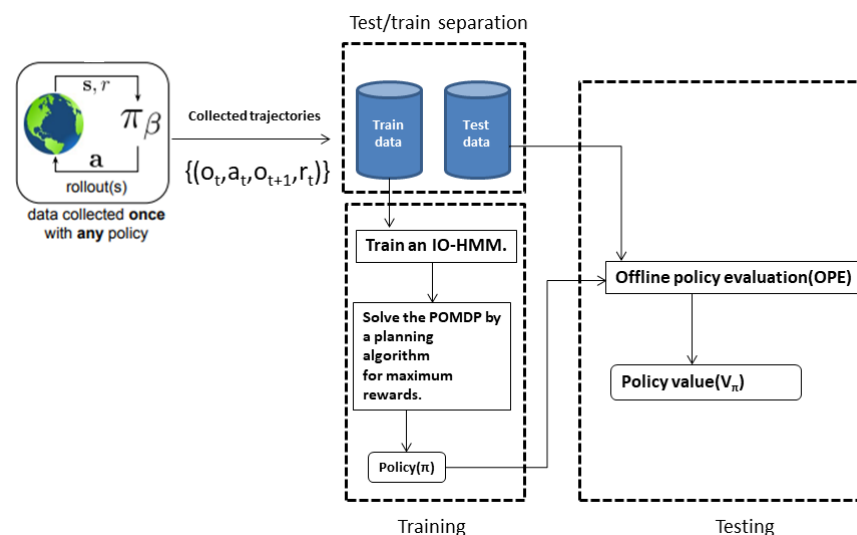 Test/train separation
s, r
πβ
a
rollout(s)
data collected once
with any policy
Collected trajectories
{(oₜ,aₜ,oₜ₊₁,rₜ)}
Train
data
Test
data
Train an IO-HMM.
Solve the POMDP by
a planning
algorithm
for maximum
rewards.
Policy(π)
Training
Offline policy evaluation(OPE)
Policy value(Vπ)
Testing